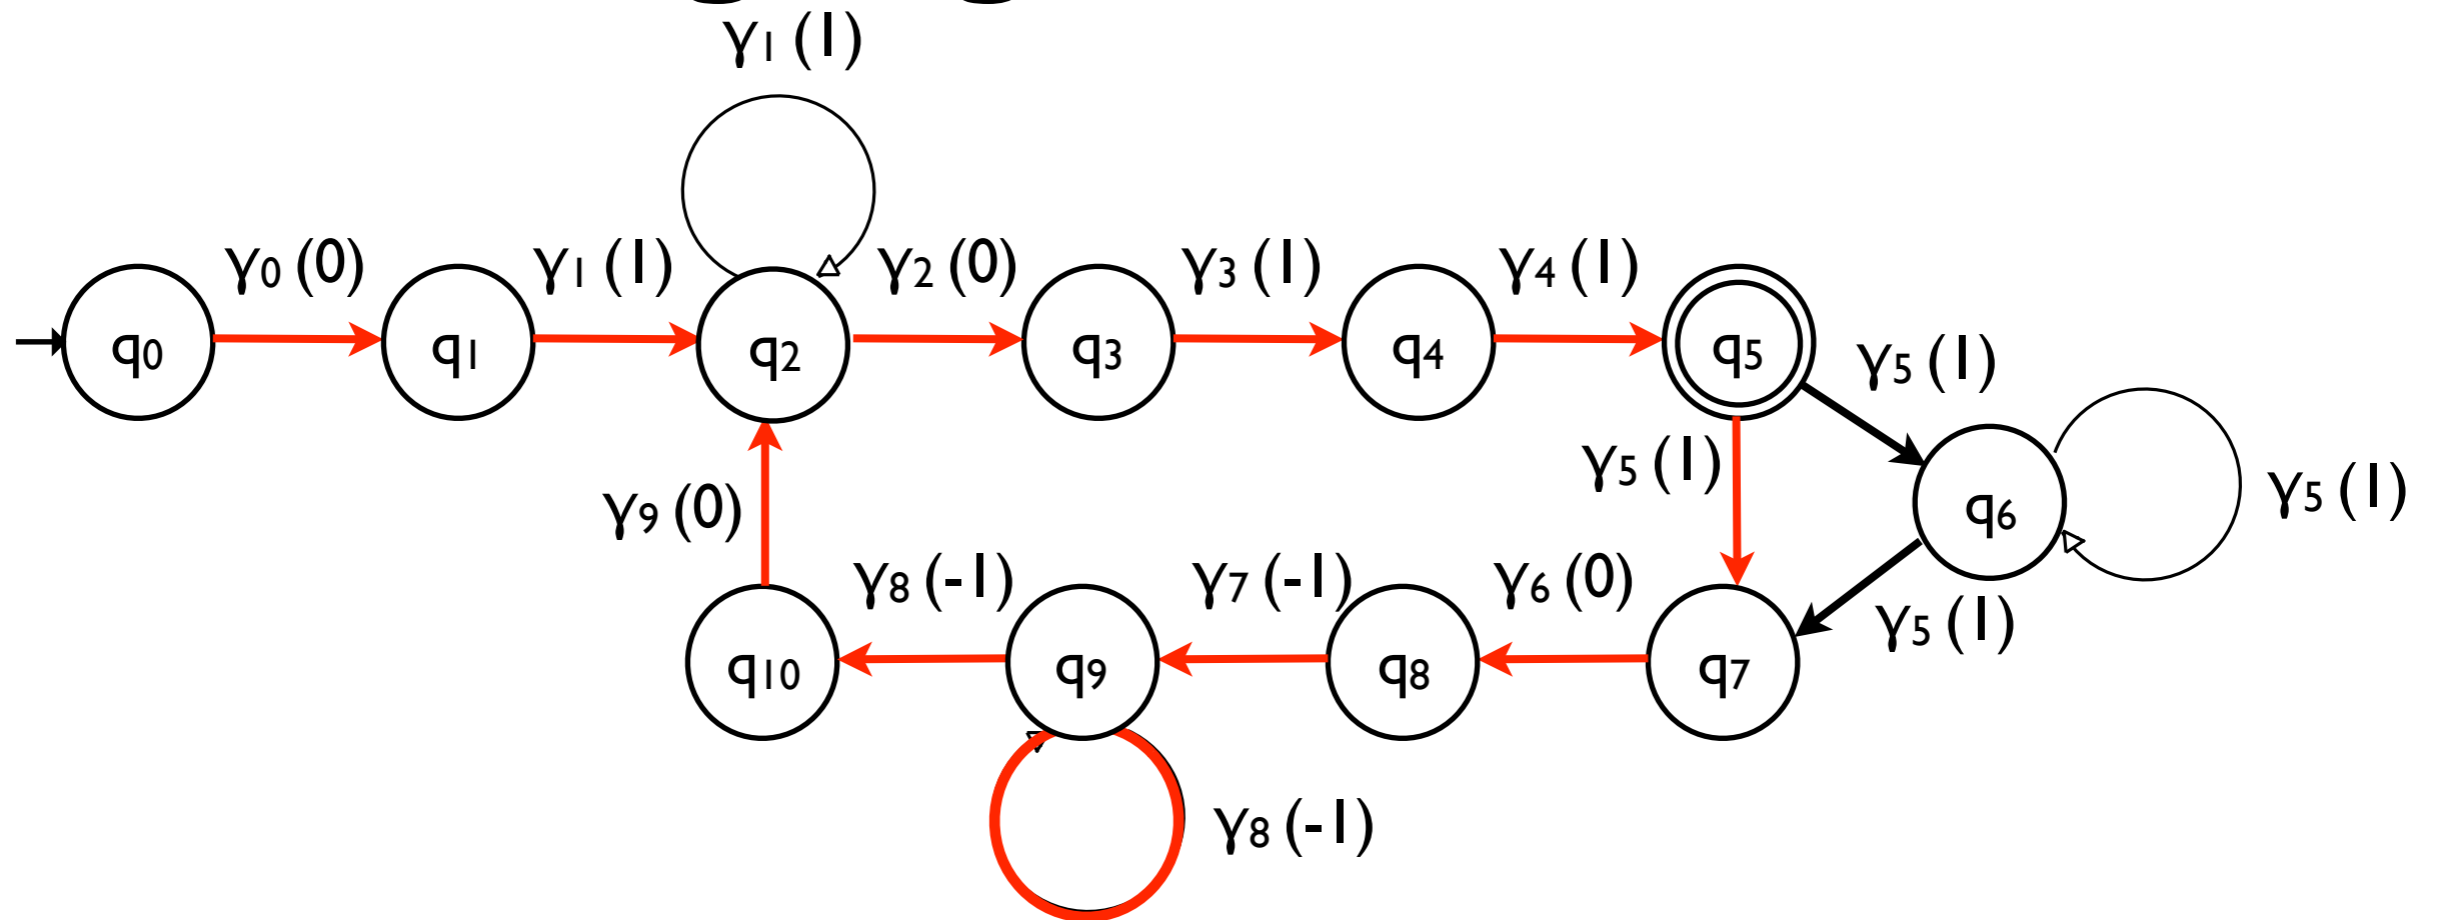 γ1 (1)
γ0 (0)
γ1 (1)
γ2 (0)
γ3 (1)
γ4 (1)
q0
q1
q2
q3
q4
q5
γ5 (1)
γ5 (1)
γ5 (1)
γ9 (0)
q6
γ8 (-1)
γ7 (-1)
γ6 (0)
γ5 (1)
q10
q9
q8
q7
γ8 (-1)